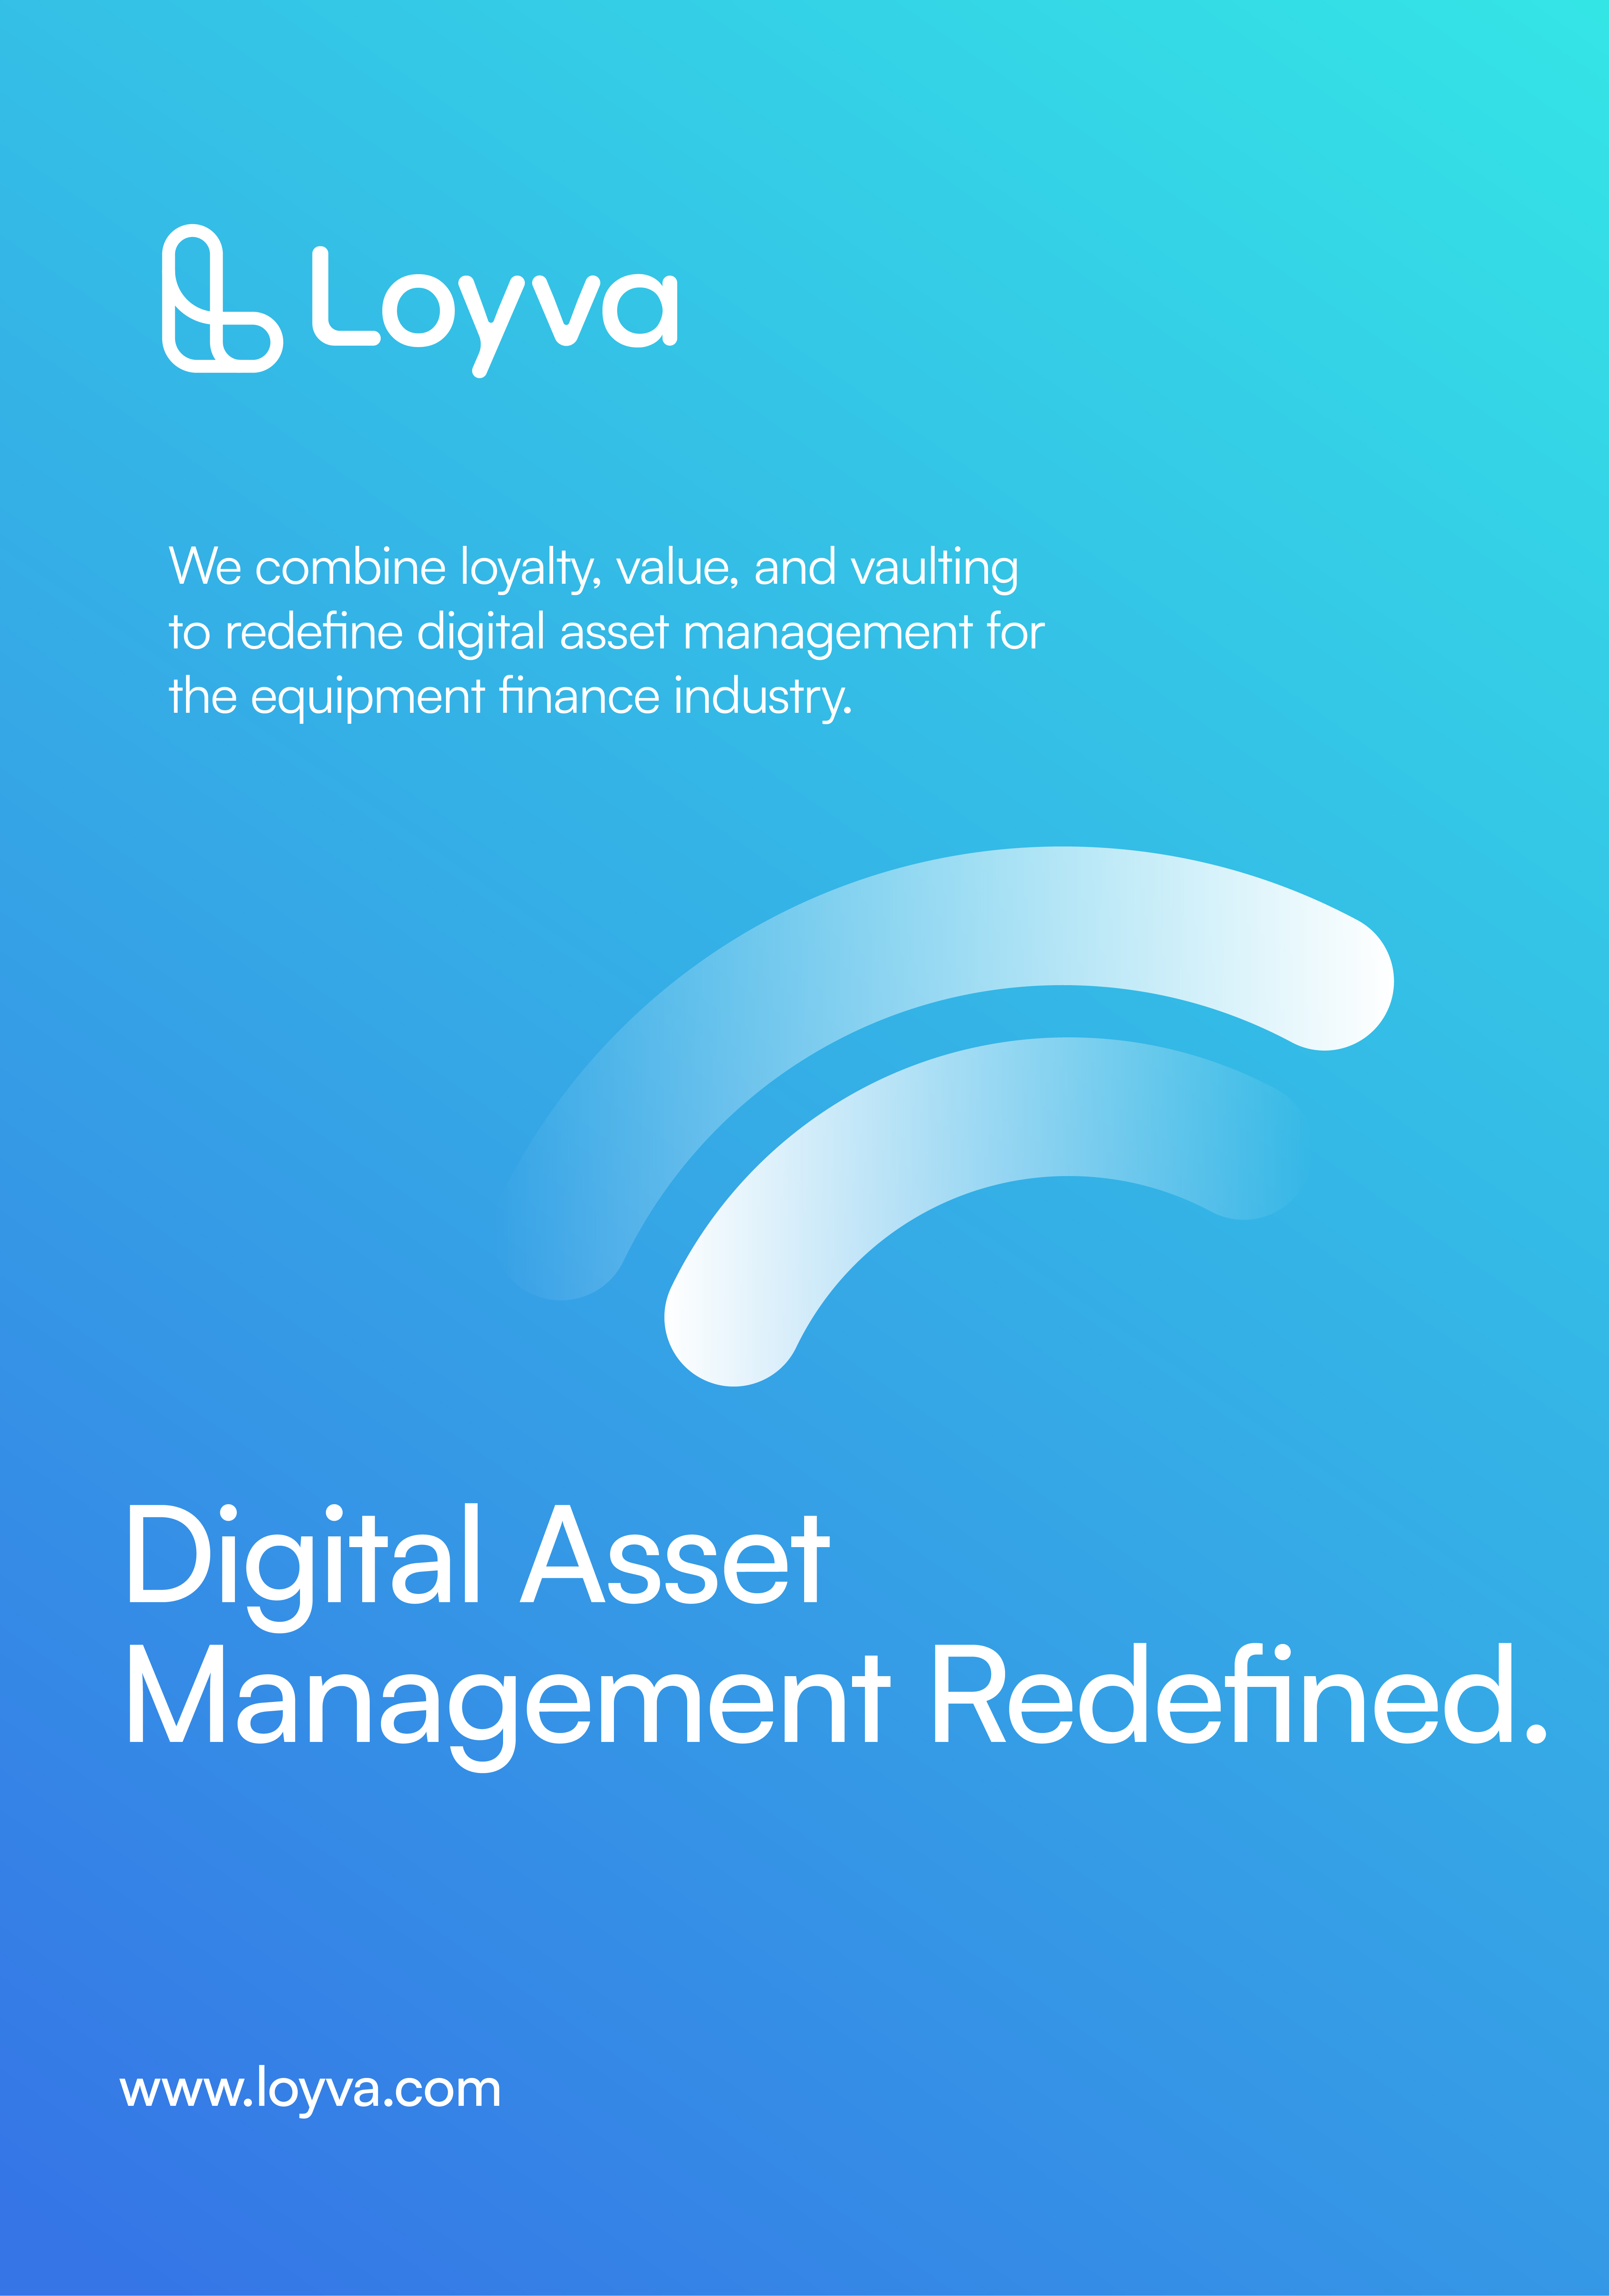 Loyva
We combine loyalty, value, and vaulting
to redefine digital asset management for
the equipment finance industry.
Digital Asset
Management Redefined.
www.loyva.com